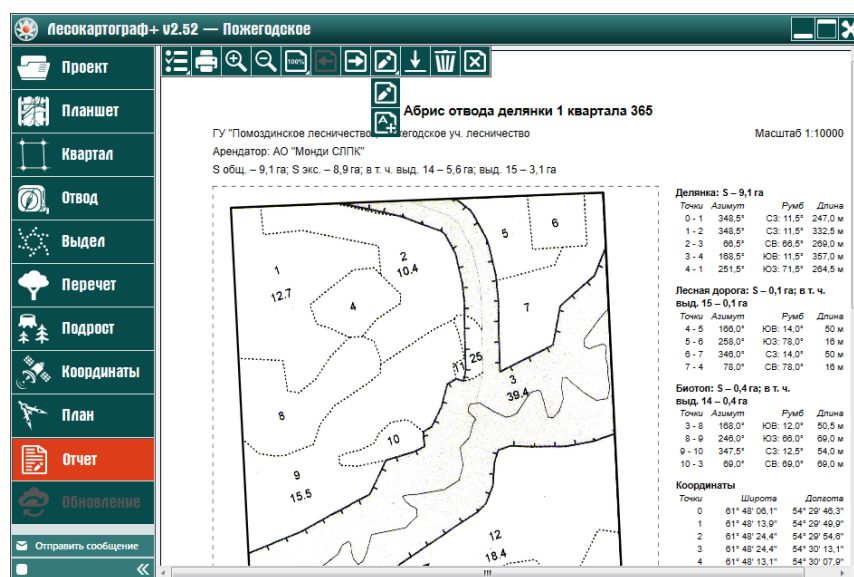 Лесокартограф+ v2.52 — Пожегодское
Проект
Планшет
Квартал
Отвод
Выдел
Перечет
Подрост
Координаты
План
Отчет
Обновление
Отправить сообщение
«
100%
A+
Абрис отвода делянки 1 квартала 365
ГУ "Помоздинское лесничество жегодское уч. лесничество
Масштаб 1:10000
Арендатор: АО "Монди СЛПК"
S общ. – 9,1 га; S экс. – 8,9 га; в т. ч. выд. 14 – 5,6 га; выд. 15 – 3,1 га
1
12.7
2
10.4
4
5
6
7
11
25
3
39.4
8
10
9
15.5
12
18.4
Делянка: S – 9,1 га
Точки Азимут Румб Длина
0 - 1 348,5° СЗ: 11,5° 247,0 м
1 - 2 348,5° СЗ: 11,5° 332,5 м
2 - 3 66,5° СВ: 66,5° 269,0 м
3 - 4 168,5° ЮВ: 11,5° 357,0 м
4 - 1 251,5° ЮЗ: 71,5° 264,5 м
Лесная дорога: S – 0,1 га; в т. ч.
выд. 15 – 0,1 га
Точки Азимут Румб Длина
4 - 5 166,0° ЮВ: 14,0° 50 м
5 - 6 258,0° ЮЗ: 78,0° 16 м
6 - 7 346,0° СЗ: 14,0° 50 м
7 - 4 78,0° СВ: 78,0° 16 м
Биотоп: S – 0,4 га; в т. ч.
выд. 14 – 0,4 га
Точки Азимут Румб Длина
3 - 8 168,0° ЮВ: 12,0° 50,5 м
8 - 9 246,0° ЮЗ: 66,0° 69,0 м
9 - 10 347,5° СЗ: 12,5° 54,0 м
10 - 3 69,0° СВ: 69,0° 69,0 м
Координаты
Точки Широта Долгота
0 61° 48' 06,1" 54° 29' 46,3"
1 61° 48' 13,9" 54° 29' 49,9"
2 61° 48' 24,4" 54° 29' 54,6"
3 61° 48' 24,4" 54° 30' 13,1"
4 61° 48' 13,1" 54° 30' 07,9"